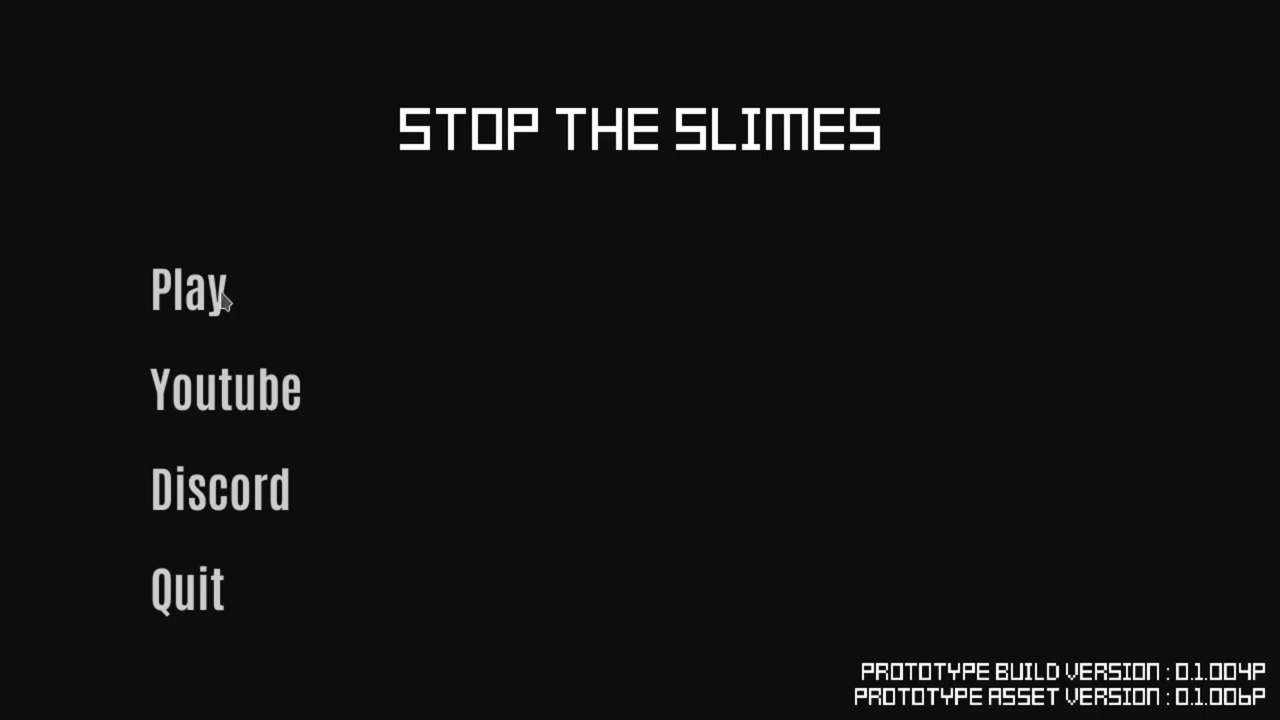 STOP THE SLIMES
Play
Youtube
Discord
Quit
PROTOTYPE BUILD VERSION : 0.1.004P
PROTOTYPE ASSET VERSION : 0.1.006P